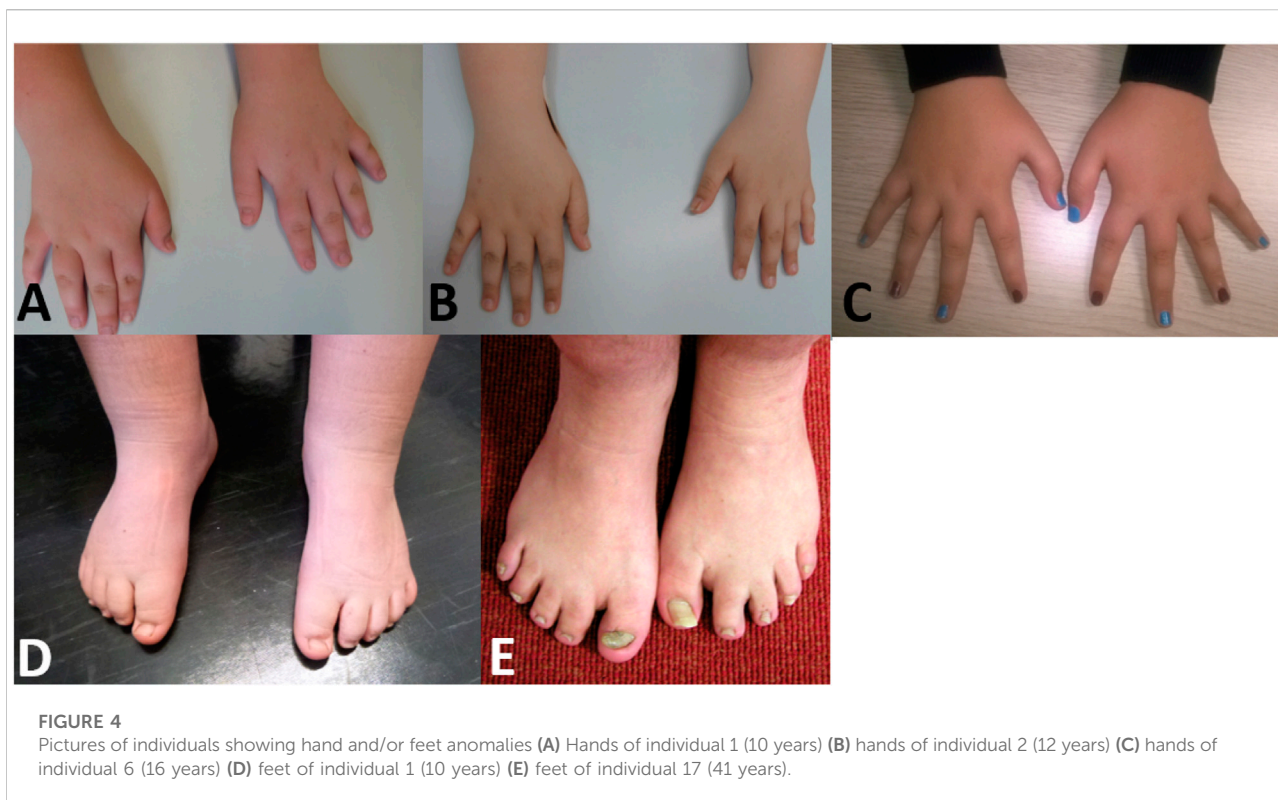 A
B
C
D
E
FIGURE 4
Pictures of individuals showing hand and/or feet anomalies (A) Hands of individual 1 (10 years) (B) hands of individual 2 (12 years) (C) hands of
individual 6 (16 years) (D) feet of individual 1 (10 years) (E) feet of individual 17 (41 years).